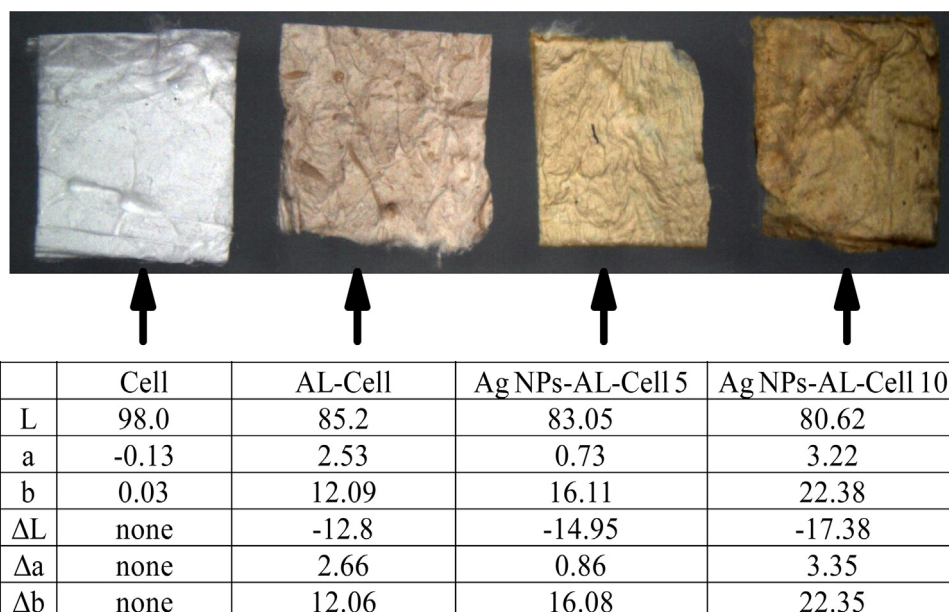 Cell AL-Cell Ag NPs-AL-Cell 5 Ag NPs-AL-Cell 10
L 98.0 85.2 83.05 80.62
a -0.13 2.53 0.73 3.22
b 0.03 12.09 16.11 22.38
ΔL none -12.8 -14.95 -17.38
Δa none 2.66 0.86 3.35
Δb none 12.06 16.08 22.35